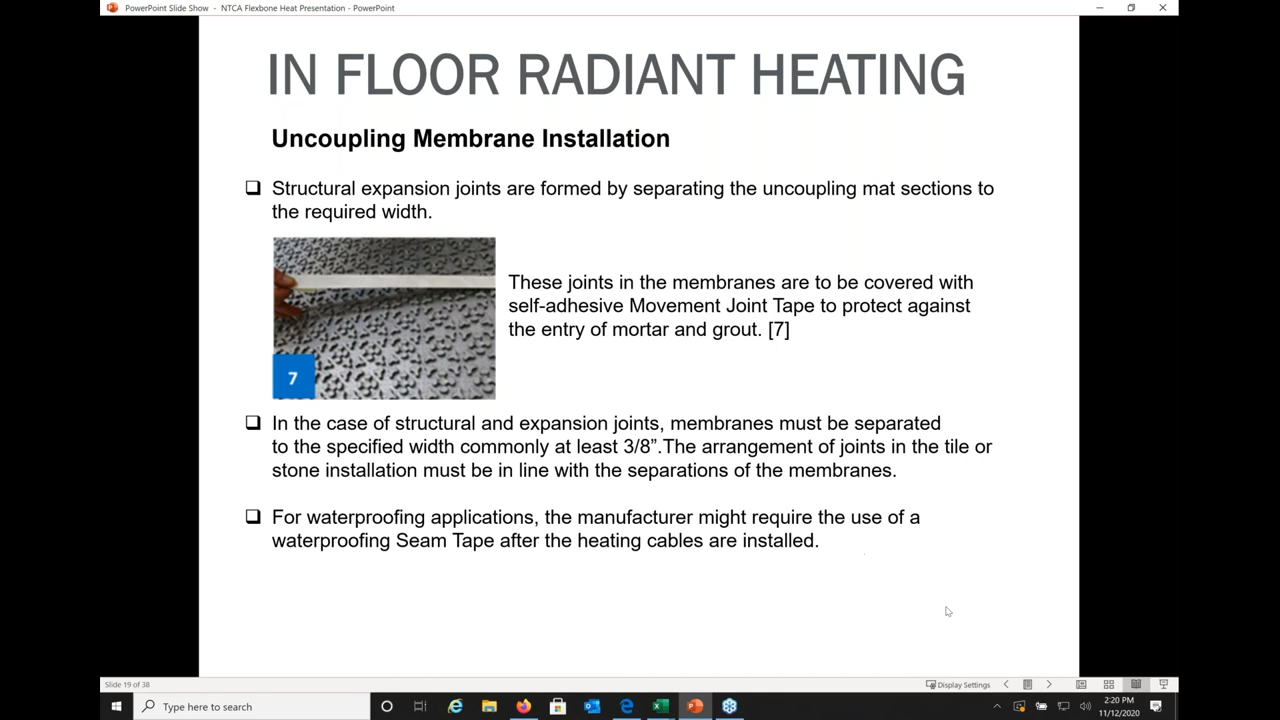 PowerPoint Slide Show - NTCA Flexbone Heat Presentation - PowerPoint
IN FLOOR RADIANT HEATING
Uncoupling Membrane Installation
Structural expansion joints are formed by separating the uncoupling mat sections to
the required width.
These joints in the membranes are to be covered with
self-adhesive Movement Joint Tape to protect against
the entry of mortar and grout. [7]
7
In the case of structural and expansion joints, membranes must be separated
to the specified width commonly at least 3/8”.The arrangement of joints in the tile or
stone installation must be in line with the separations of the membranes.
For waterproofing applications, the manufacturer might require the use of a
waterproofing Seam Tape after the heating cables are installed.
Slide 19 of 38
Display Settings
Type here to search
2:20 PM
11/12/2020